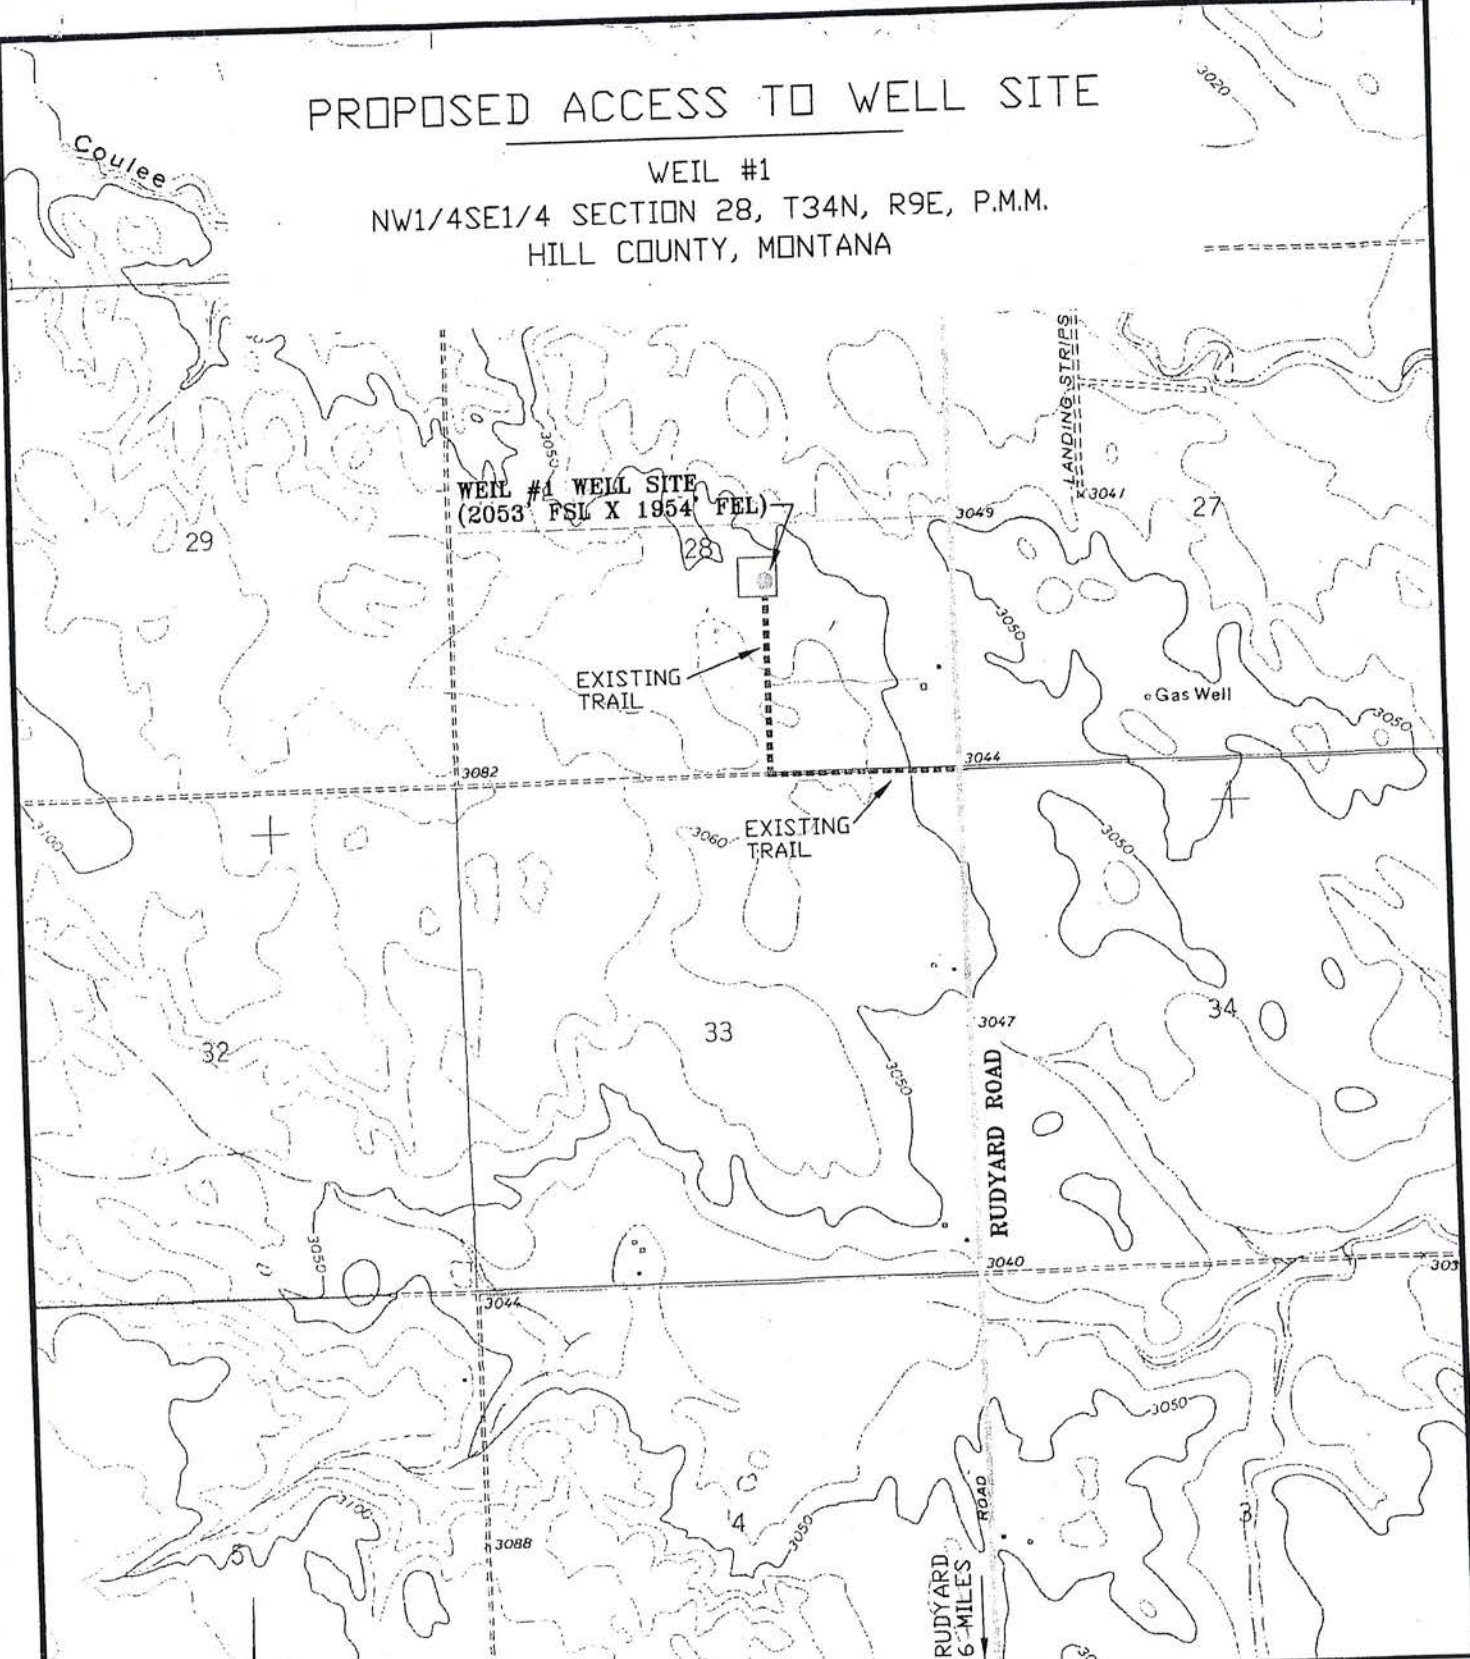 PROPOSED ACCESS TO WELL SITE
WEIL #1
NW1/4SE1/4 SECTION 28, T34N, R9E, P.M.M.
HILL COUNTY, MONTANA
3020
Coulee
LANDING STRIPS
3050
WEIL #1 WELL SITE
(2053' FSL X 1954' FEL)
x3041
3049
27
29
28
3050
EXISTING
TRAIL
Gas Well
3050
3044
3082
3100
3060
EXISTING
TRAIL
3050
34
3047
33
32
3050
RUDYARD ROAD
3050
3040
303
3044
3050
3100
4
3050
ROAD
3
5
3088
RUDYARD
6 MILES
30